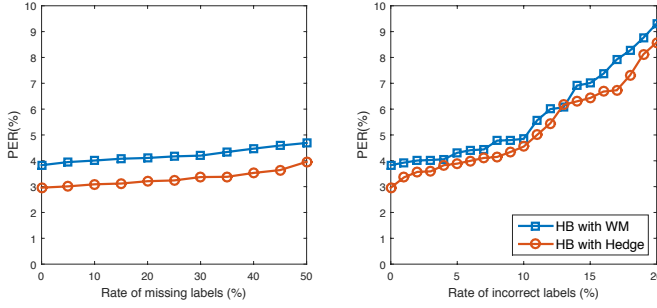 10
9
8
7
6
5
4
3
2
1
0
PER(%)
0 10 20 30 40 50
Rate of missing labels (%)
10
9
8
7
6
5
4
3
2
1
0
PER(%)
0 5 10 15 20
Rate of incorrect labels (%)
HB with WM
HB with Hedge